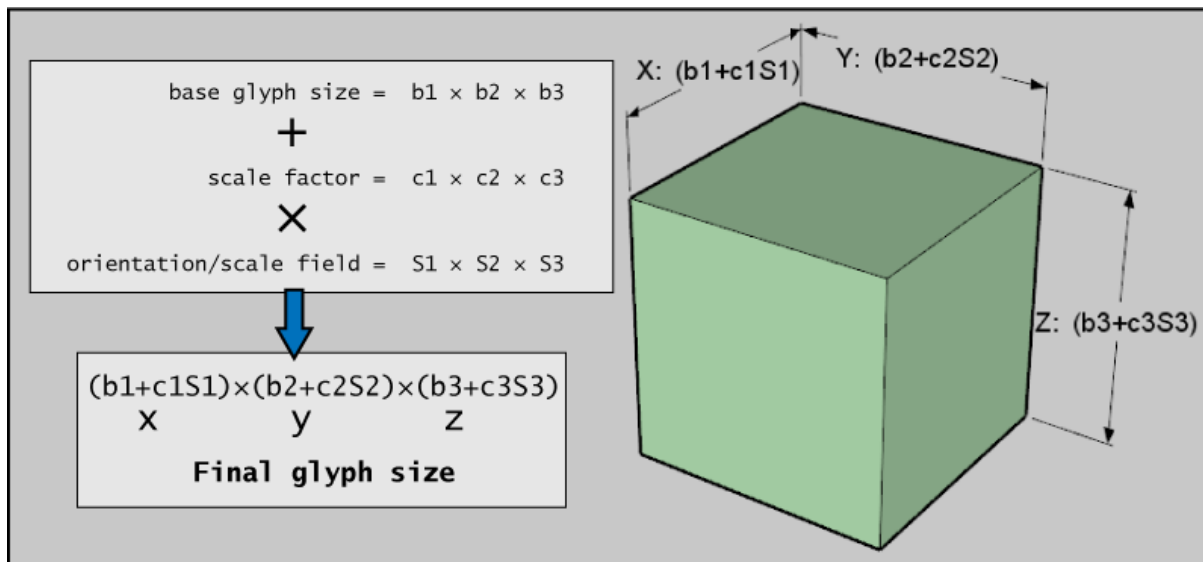 base glyph size = b1 × b2 × b3
+
scale factor = c1 × c2 × c3
×
orientation/scale field = S1 × S2 × S3
(b1+c1S1)×(b2+c2S2)×(b3+c3S3)
x y z
Final glyph size
X: (b1+c1S1)
Y: (b2+c2S2)
Z: (b3+c3S3)